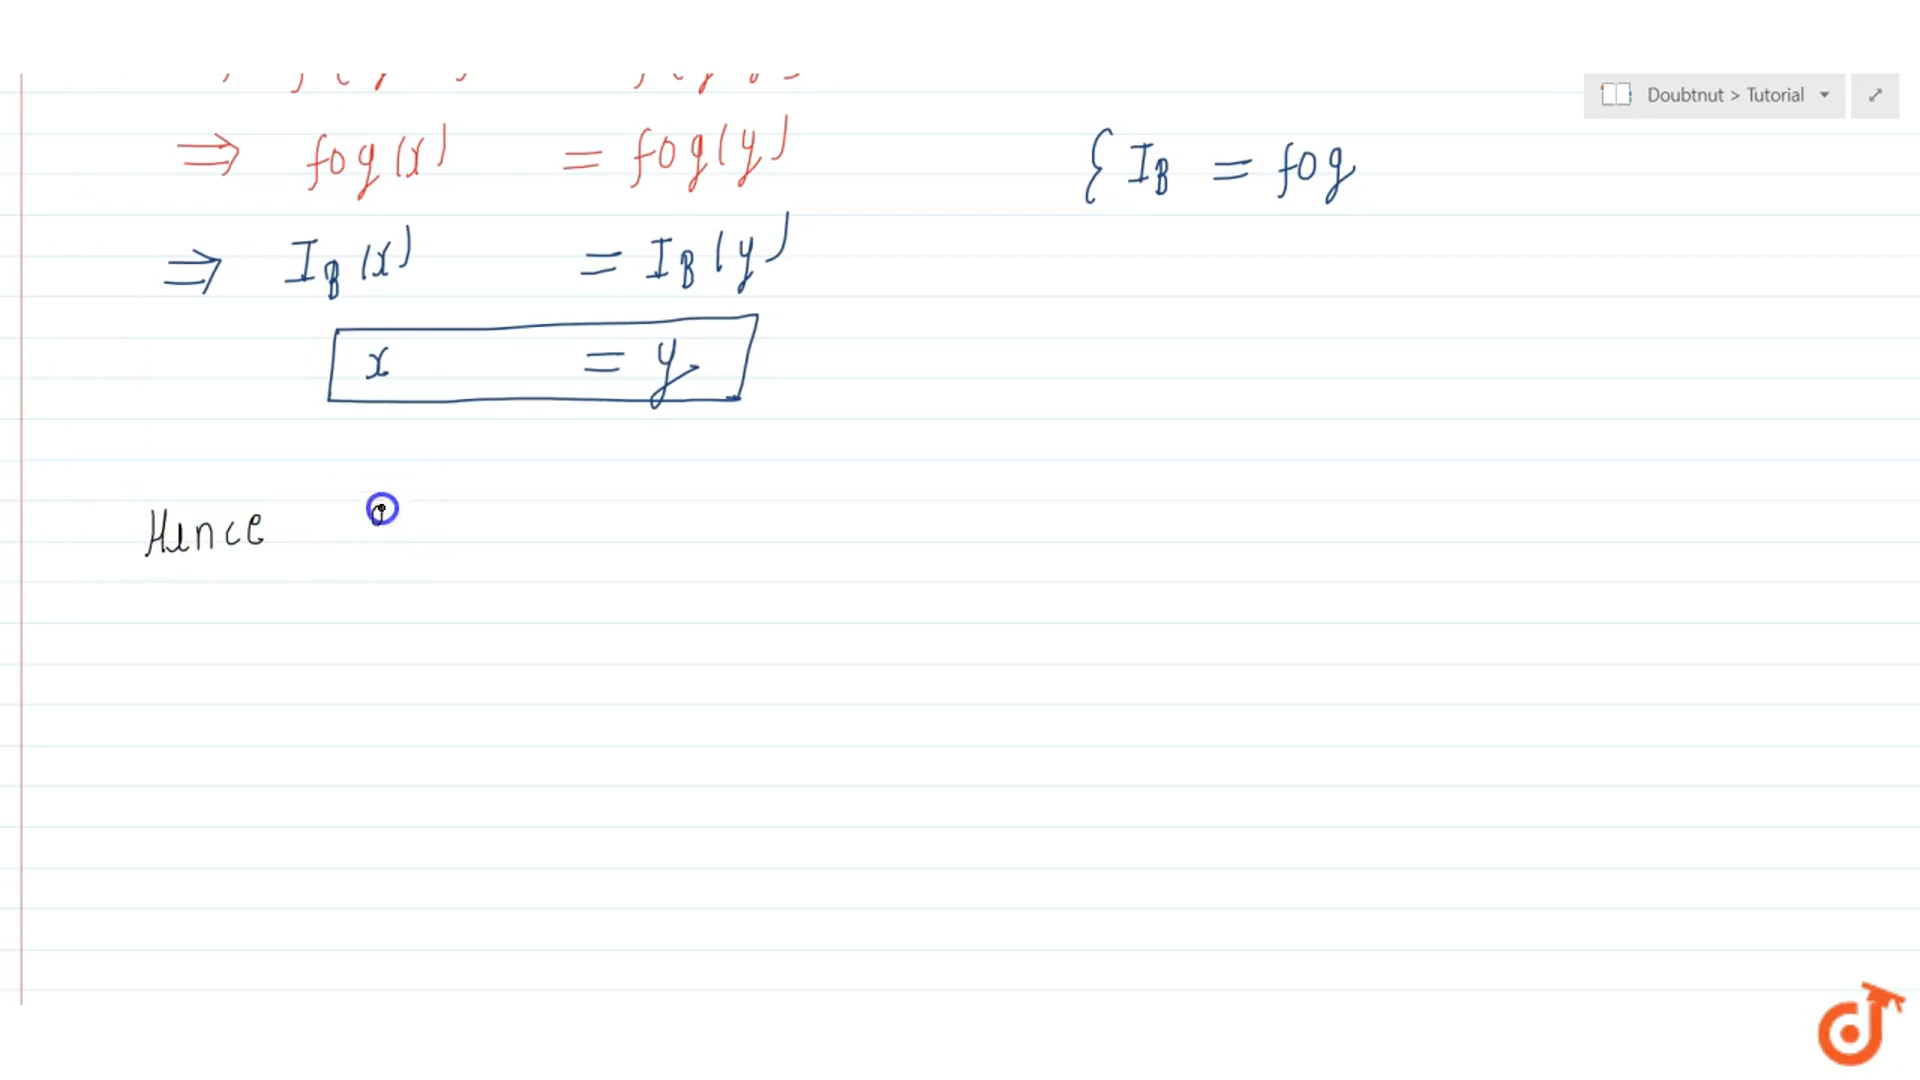 Doubtnut > Tutorial
⇒ fog(x) = fog(y) { I_B = fog
⇒ I_B(x) = I_B(y)
x = y
Hence